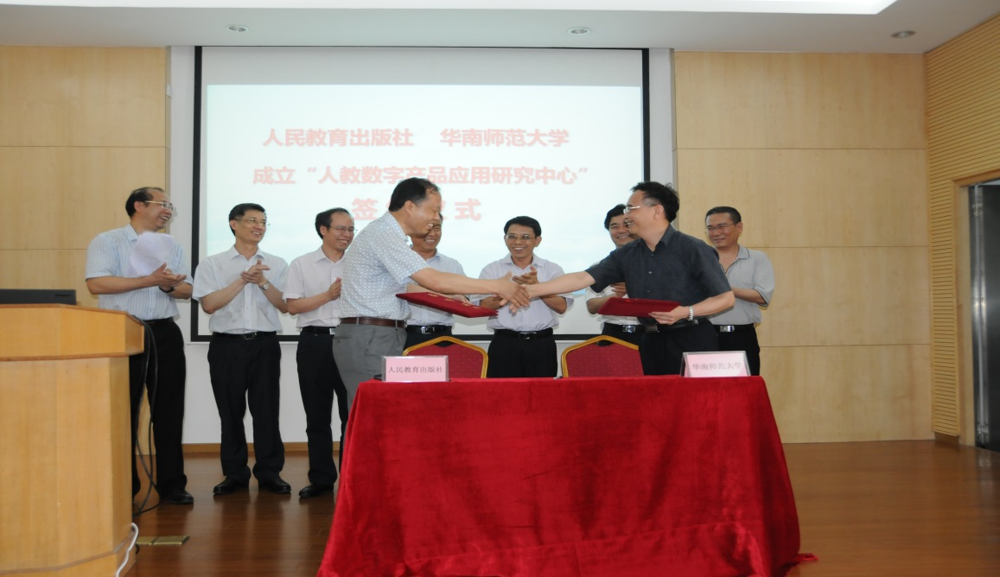 人民教育出版社 华南师范大学
成立“人教数字产品应用研究中心”
签 式
人民教育出版社
华南师范大学